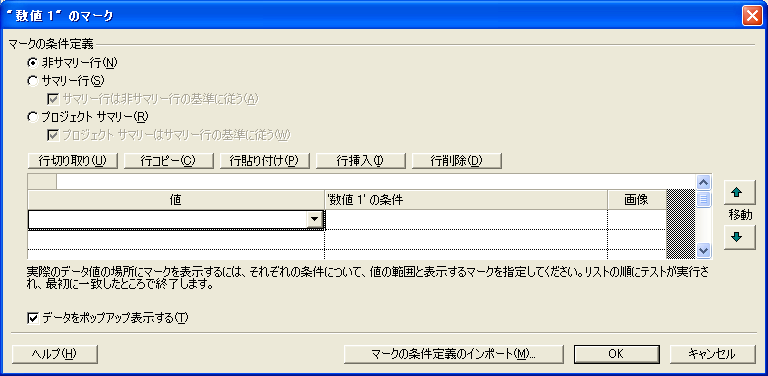 "数値 1" のマーク
マークの条件定義
非サマリー行(N)
サマリー行(S)
サマリー行は非サマリー行の基準に従う(A)
プロジェクト サマリー(R)
プロジェクト サマリーはサマリー行の基準に従う(W)
行切り取り(U) 行コピー(C) 行貼り付け(P) 行挿入(I) 行削除(D)
値 '数値 1' の条件 画像
移動
実際のデータ値の場所にマークを表示するには、それぞれの条件について、値の範囲と表示するマークを指定してください。リストの順にテストが実行さ
れ、最初に一致したところで終了します。
データをポップアップ表示する(T)
ヘルプ(H) マークの条件定義のインポート(M)... OK キャンセル